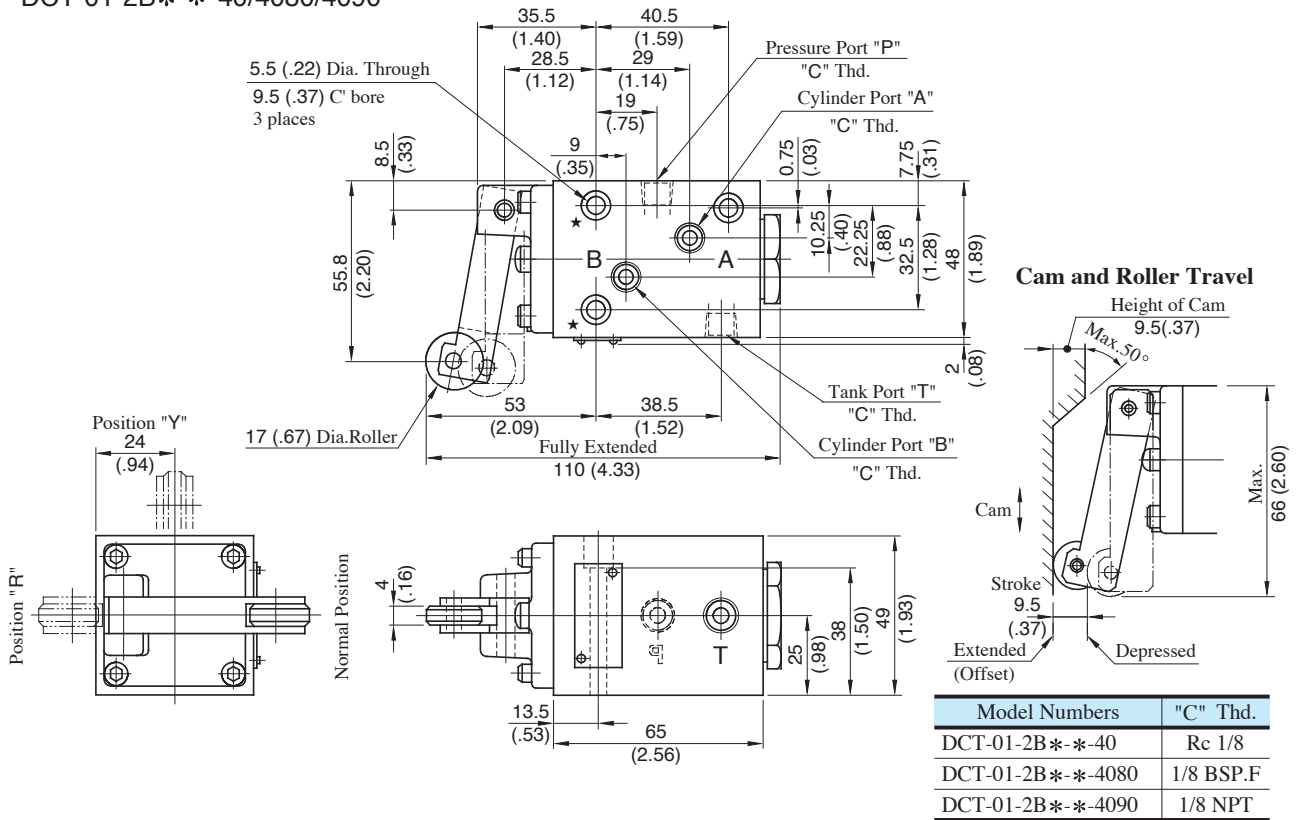 DCT-01-2B*-*-40/4080/4090
35.5
(1.40)
40.5
(1.59)
28.5
(1.12)
29
(1.14)
19
(.75)
9
(.35)
5.5 (.22) Dia. Through
9.5 (.37) C' bore
3 places
Pressure Port "P"
"C" Thd.
Cylinder Port "A"
"C" Thd.
8.5
(.33)
55.8
(2.20)
0.75
(.03)
7.75
(.31)
10.25
(.40)
22.25
(.88)
32.5
(1.28)
48
(1.89)
★
B
A
★
2
(.08)
17 (.67) Dia.Roller
53
(2.09)
38.5
(1.52)
Fully Extended
110 (4.33)
Tank Port "T"
"C" Thd.
Cylinder Port "B"
"C" Thd.
Cam and Roller Travel
Height of Cam
9.5(.37)
Max.50°
Cam
Max.
66 (2.60)
Stroke
9.5
(.37)
Extended
(Offset)
Depressed
Position "Y"
24
(.94)
Position "R"
Normal Position
4
(.16)
P
T
25
(.98)
38
(1.50)
49
(1.93)
13.5
(.53)
65
(2.56)
Model Numbers "C" Thd.
DCT-01-2B*-*-40 Rc 1/8
DCT-01-2B*-*-4080 1/8 BSP.F
DCT-01-2B*-*-4090 1/8 NPT